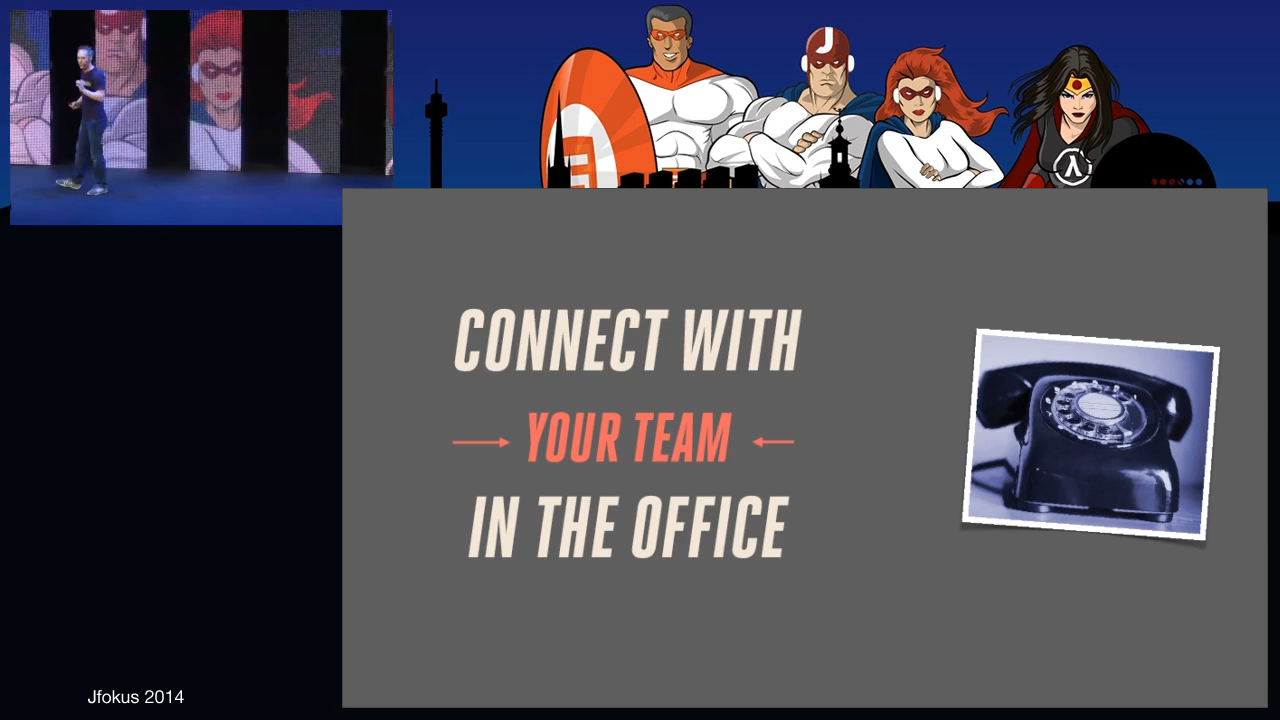 J
CONNECT WITH
YOUR TEAM
IN THE OFFICE
Jfokus 2014